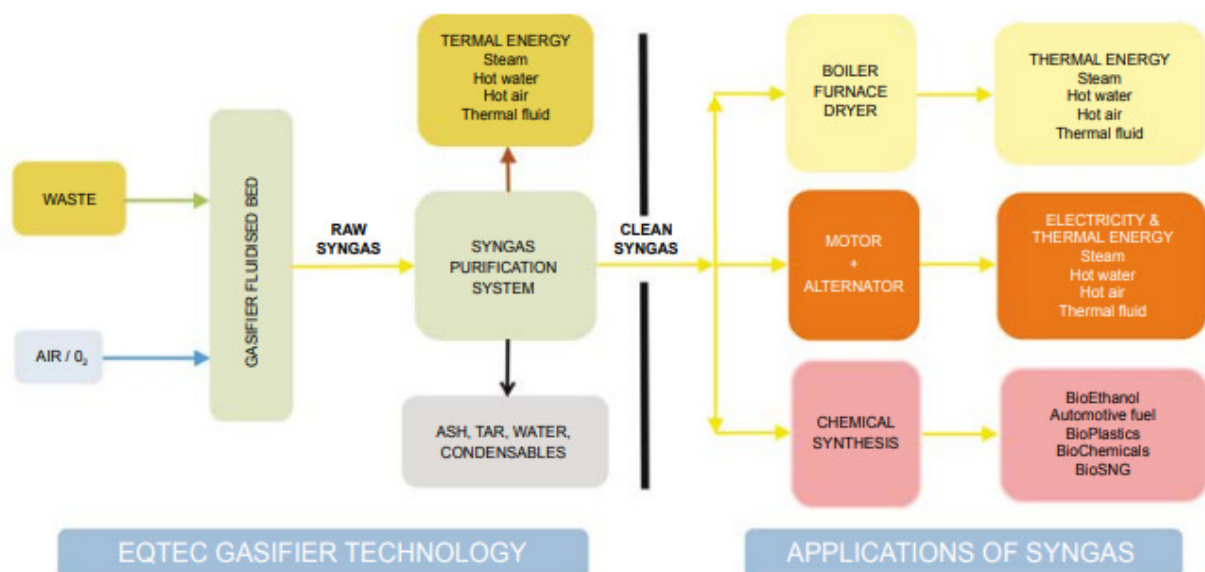 WASTE
AIR / 0₂
GASIFIER FLUIDISED BED
RAW
SYNGAS
TERMAL ENERGY
Steam
Hot water
Hot air
Thermal fluid
SYNGAS
PURIFICATION
SYSTEM
ASH, TAR, WATER,
CONDENSABLES
CLEAN
SYNGAS
BOILER
FURNACE
DRYER
THERMAL ENERGY
Steam
Hot water
Hot air
Thermal fluid
MOTOR
+
ALTERNATOR
ELECTRICITY &
THERMAL ENERGY
Steam
Hot water
Hot air
Thermal fluid
CHEMICAL
SYNTHESIS
BioEthanol
Automotive fuel
BioPlastics
BioChemicals
BioSNG
EQTEC GASIFIER TECHNOLOGY
APPLICATIONS OF SYNGAS